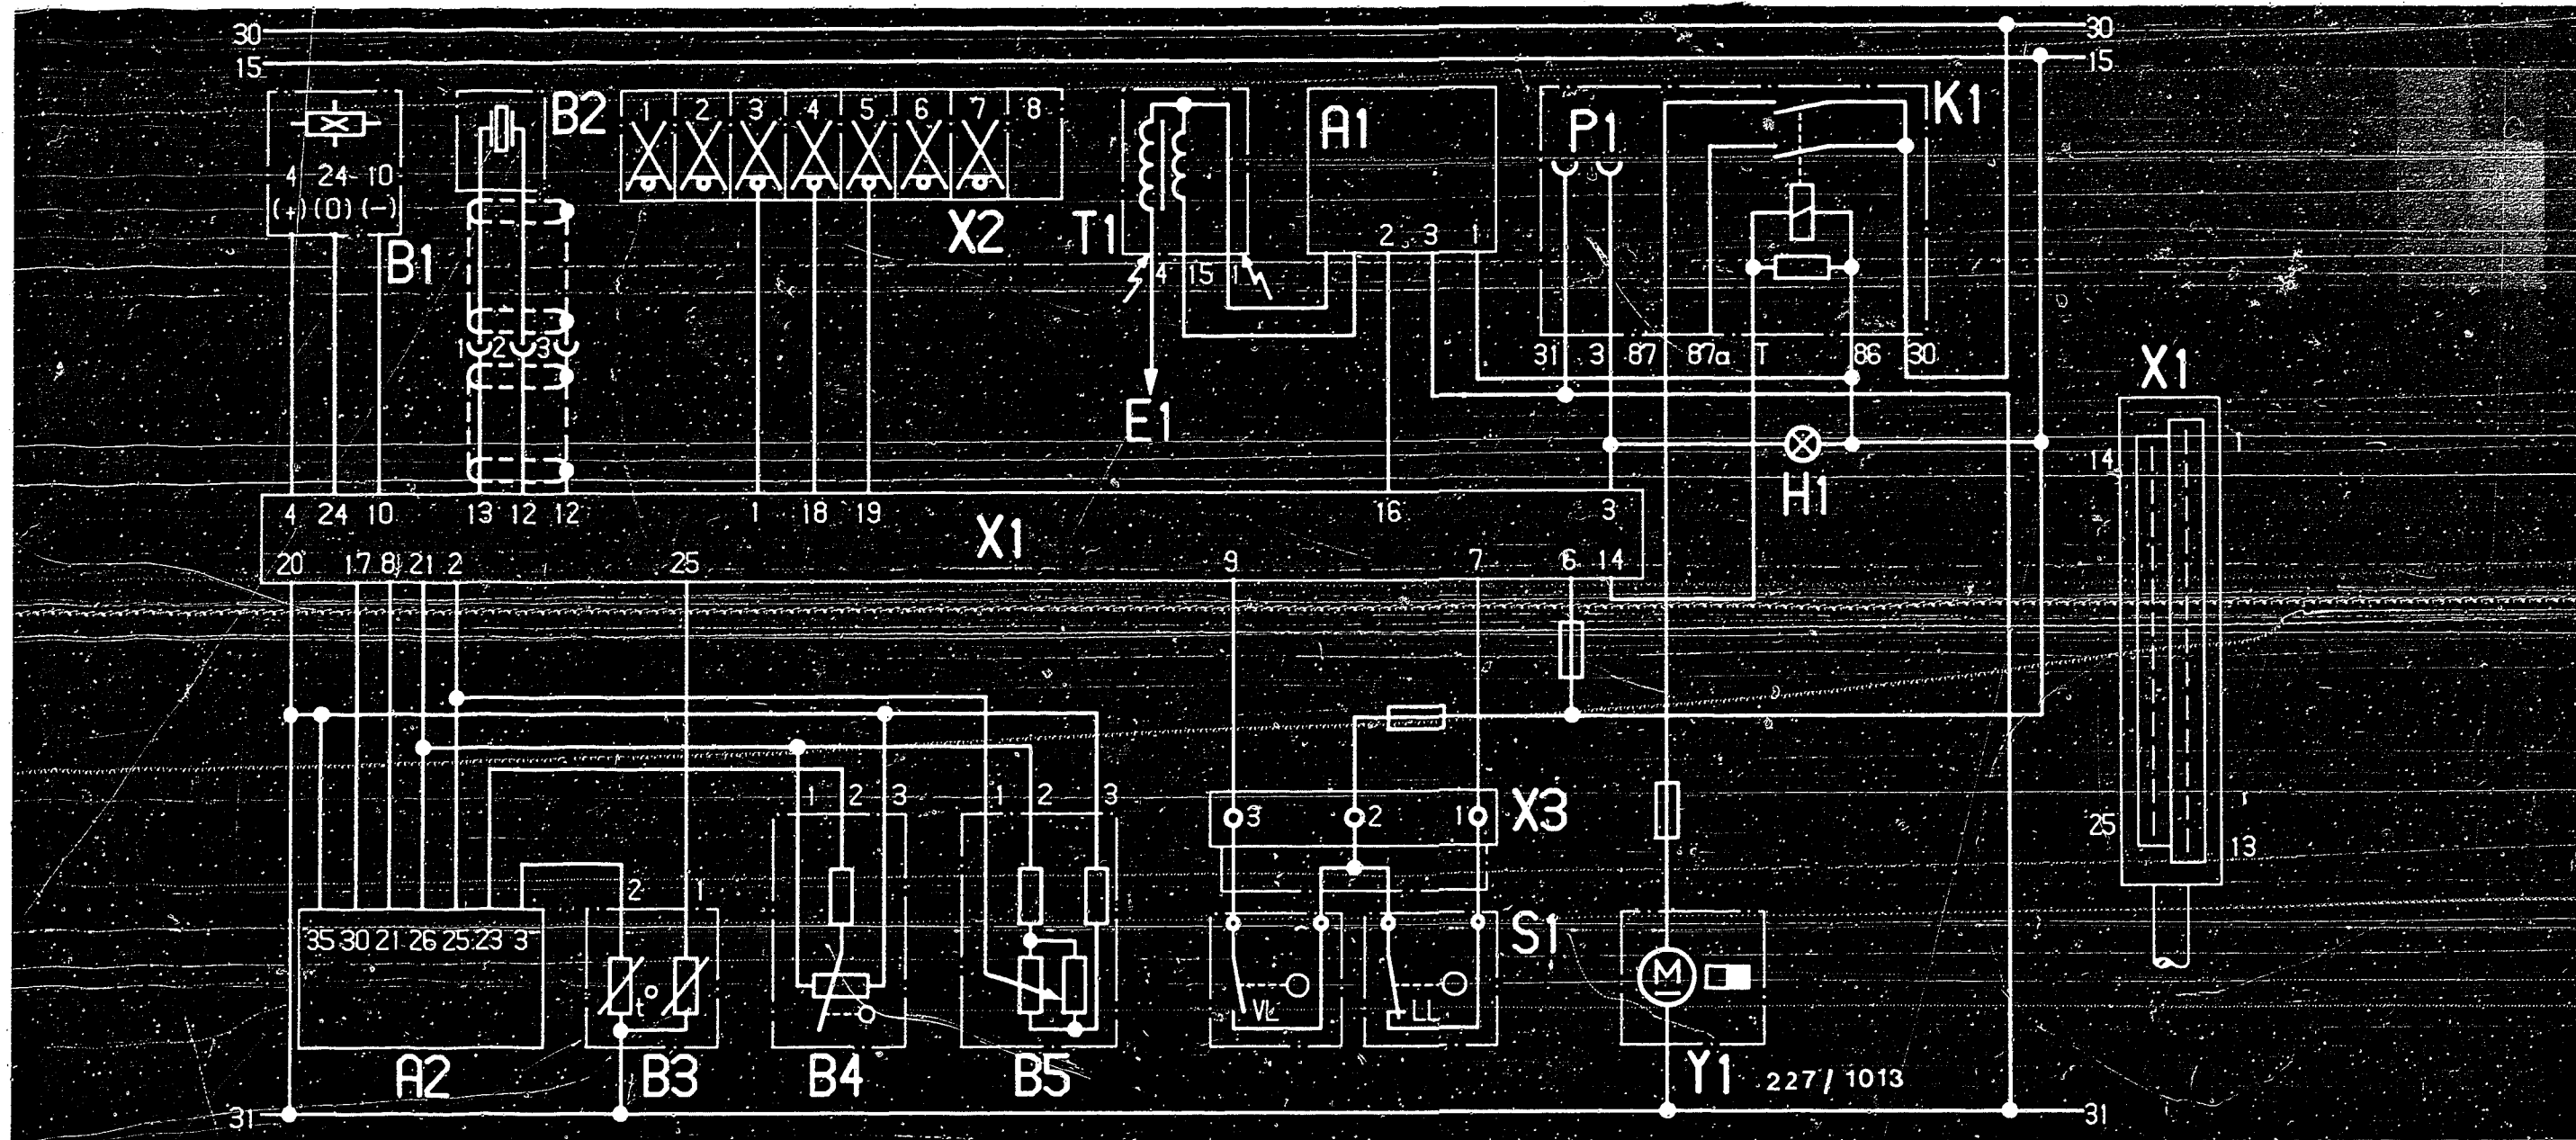 30 30
15 15
B2 1 2 3 4 5 6 7 8 A1 P1 K1
4 24 10
(+) (0) (-)
B1 X2 T1 2 3 1
4 15 1
1 2 3 31 3 87 87a T 86 30
X1
E1
14 1
H1
4 24 10 13 12 12 1 18 19 16 3
X1
20 17 8 21 2 25 9 7 6 14
1 2 3 1 2 3 3 2 1 X3
25 13
2 1
35 30 21 26 25 23 3 S1
t° VL LL M
A2 B3 B4 B5 Y1 227/1013
31 31